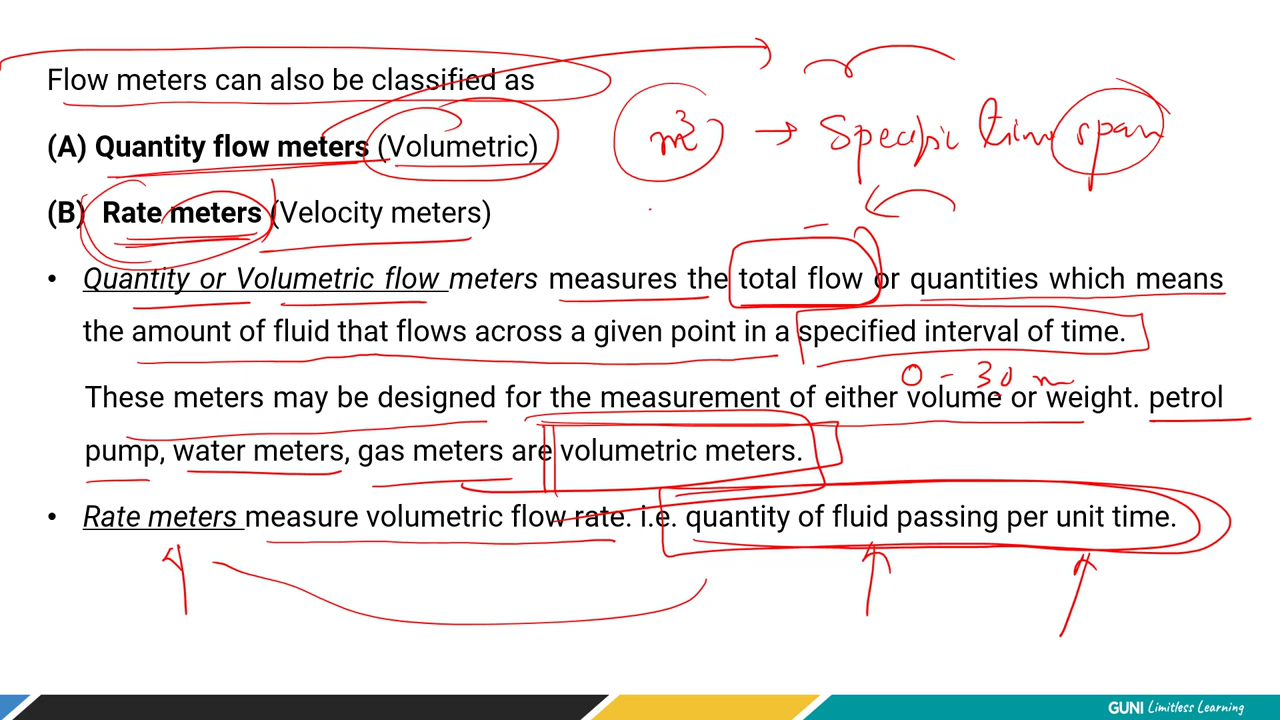 Flow meters can also be classified as
(A) Quantity flow meters (Volumetric)
m³ → Specific time span
(B) Rate meters (Velocity meters)
• Quantity or Volumetric flow meters measures the total flow or quantities which means
the amount of fluid that flows across a given point in a specified interval of time.
0 - 30 m
These meters may be designed for the measurement of either volume or weight. petrol
pump, water meters, gas meters are volumetric meters.
• Rate meters measure volumetric flow rate. i.e. quantity of fluid passing per unit time.
GUNI Limitless Learning